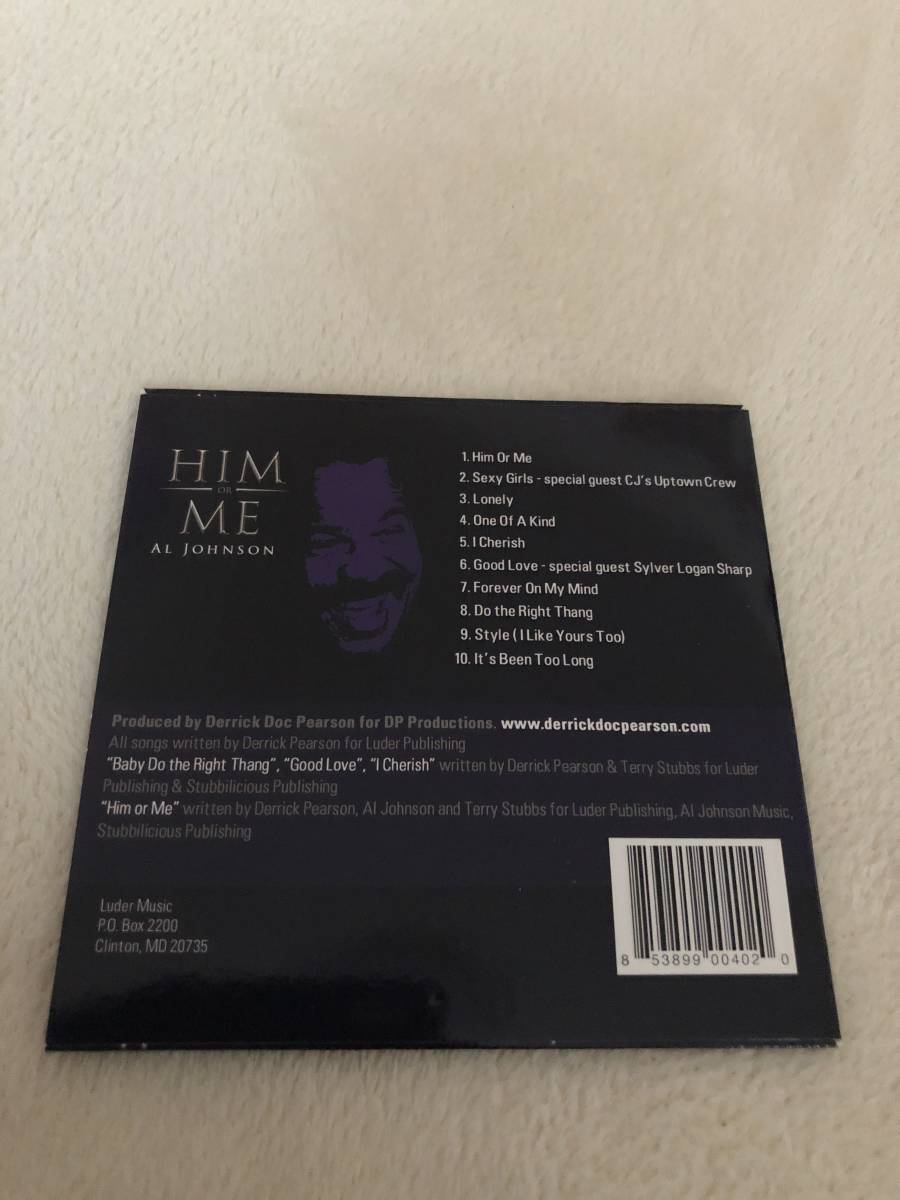 HIM
OR
ME
AL JOHNSON
1. Him Or Me
2. Sexy Girls - special guest CJ's Uptown Crew
3. Lonely
4. One Of A Kind
5. I Cherish
6. Good Love - special guest Sylver Logan Sharp
7. Forever On My Mind
8. Do the Right Thang
9. Style ( I Like Yours Too)
10. It's Been Too Long
Produced by Derrick Doc Pearson for DP Productions. www.derrickdocpearson.com
All songs written by Derrick Pearson for Luder Publishing
"Baby Do the Right Thang", "Good Love", "I Cherish" written by Derrick Pearson & Terry Stubbs for Luder
Publishing & Stubbilicious Publishing
"Him or Me" written by Derrick Pearson, Al Johnson and Terry Stubbs for Luder Publishing, Al Johnson Music,
Stubbilicious Publishing
Luder Music
P.O. Box 2200
Clinton, MD 20735
8 53899 00402 0